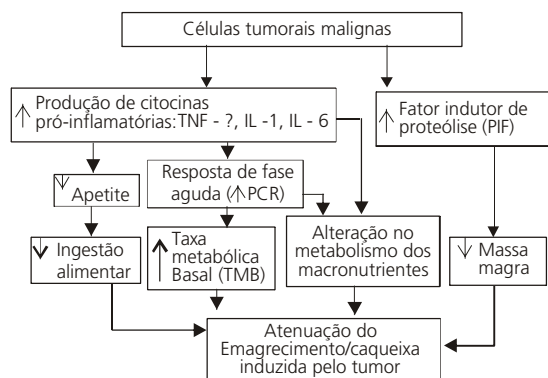 Células tumorais malignas
↑ Produção de citocinas
pró-inflamatórias: TNF - ?, IL -1, IL - 6
↑ Fator indutor de
proteólise (PIF)
↓ Apetite
Resposta de fase
aguda (↑PCR)
↓ Ingestão
alimentar
↑ Taxa
metabólica
Basal (TMB)
Alteração no
metabolismo dos
macronutrientes
↓ Massa
magra
Atenuação do
Emagrecimento/caqueixa
induzida pelo tumor